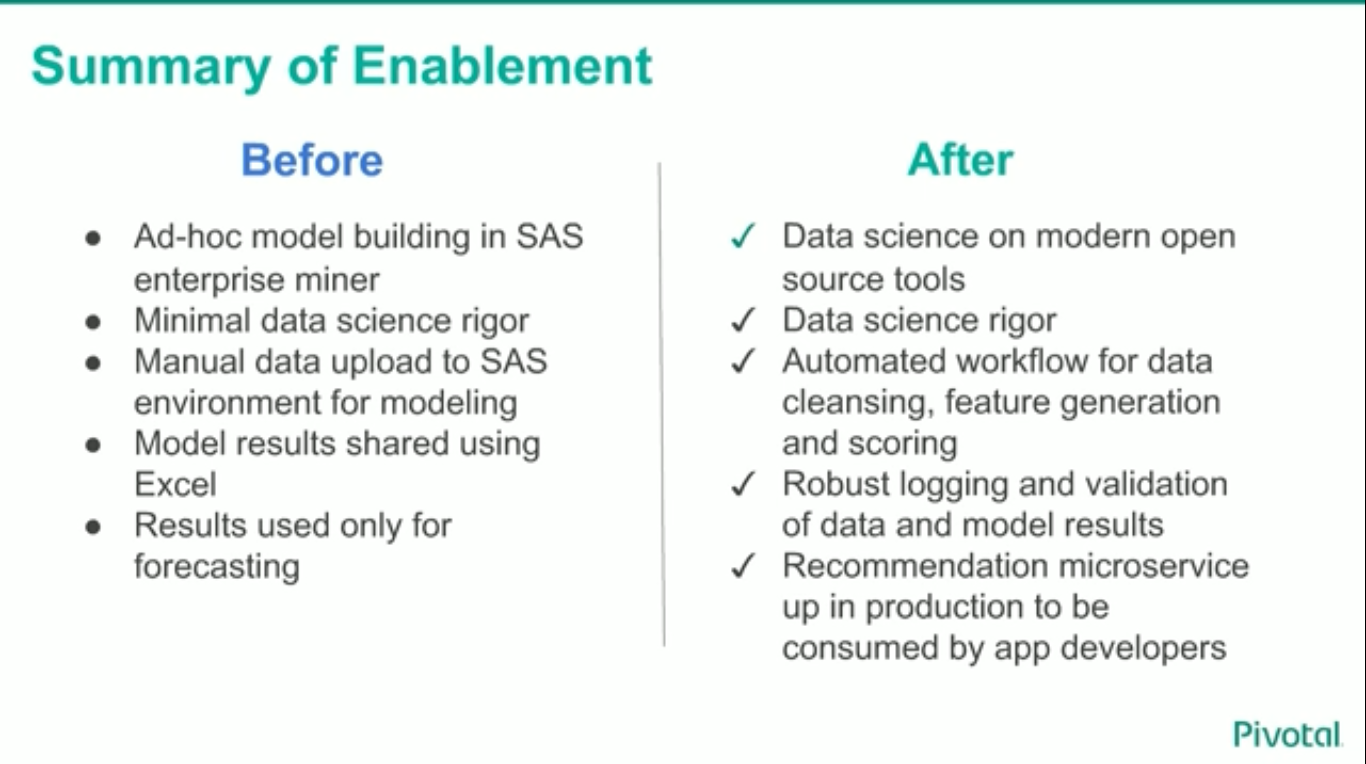 Summary of Enablement
Before
● Ad-hoc model building in SAS
enterprise miner
● Minimal data science rigor
● Manual data upload to SAS
environment for modeling
● Model results shared using
Excel
● Results used only for
forecasting
After
✓ Data science on modern open
source tools
✓ Data science rigor
✓ Automated workflow for data
cleansing, feature generation
and scoring
✓ Robust logging and validation
of data and model results
✓ Recommendation microservice
up in production to be
consumed by app developers
Pivotal